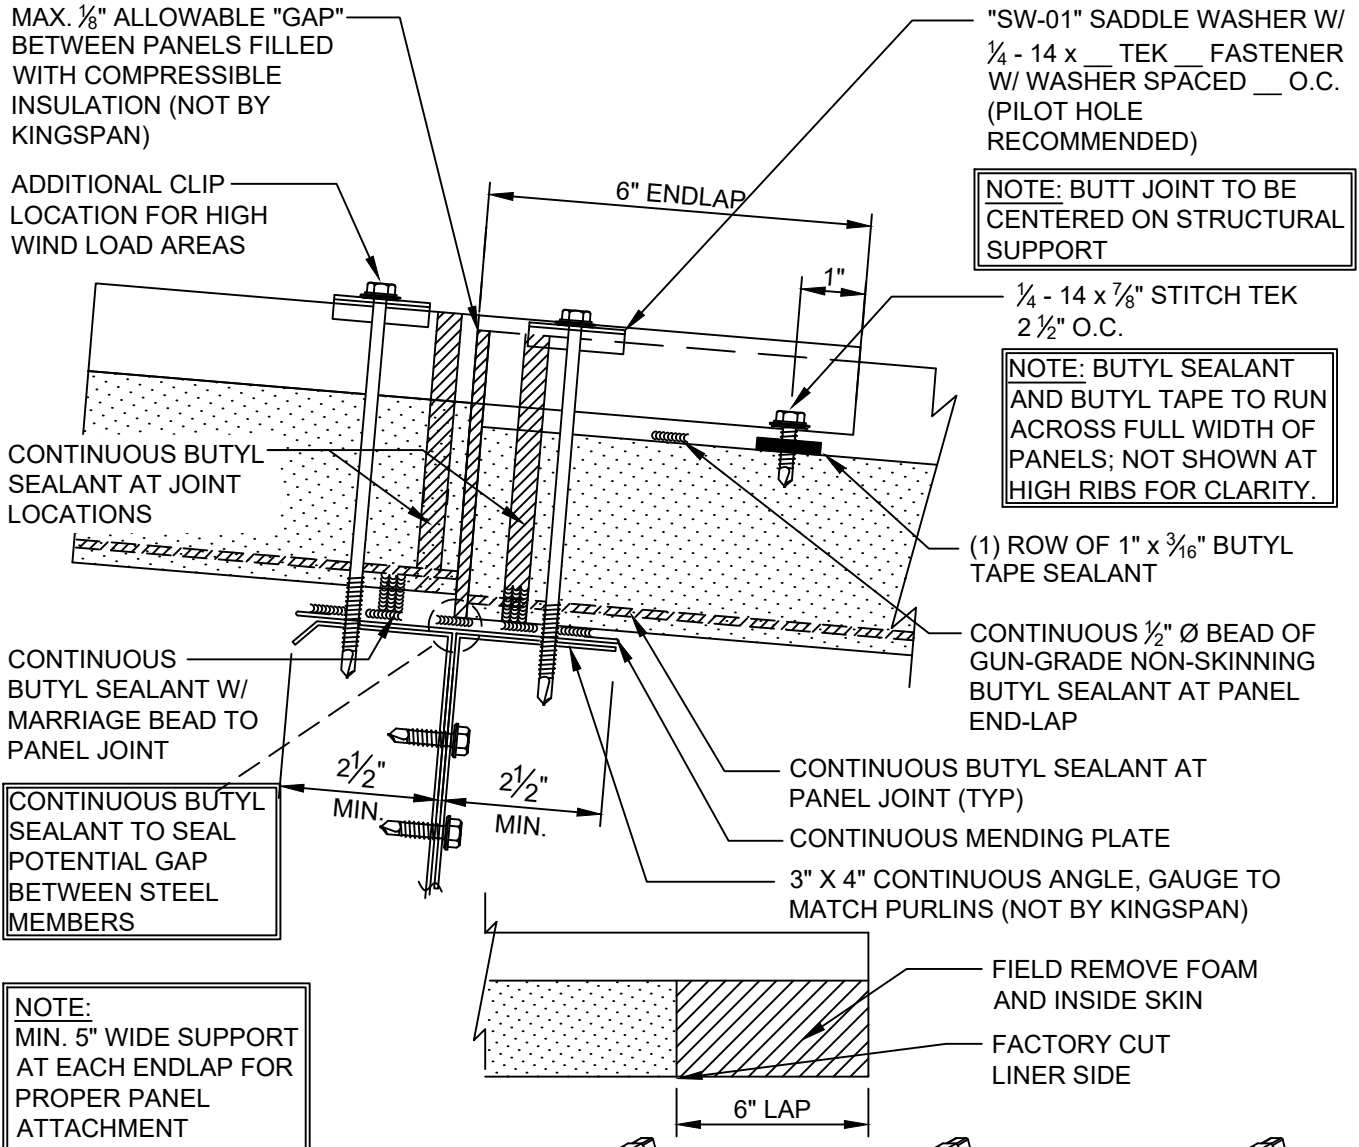 MAX. ⅛" ALLOWABLE "GAP"
BETWEEN PANELS FILLED
WITH COMPRESSIBLE
INSULATION (NOT BY
KINGSPAN)
ADDITIONAL CLIP
LOCATION FOR HIGH
WIND LOAD AREAS
6" ENDLAP
1"
"SW-01" SADDLE WASHER W/
¼ - 14 x __ TEK __ FASTENER
W/ WASHER SPACED __ O.C.
(PILOT HOLE
RECOMMENDED)
NOTE: BUTT JOINT TO BE
CENTERED ON STRUCTURAL
SUPPORT
¼ - 14 x ⅞" STITCH TEK
2 ½" O.C.
NOTE: BUTYL SEALANT
AND BUTYL TAPE TO RUN
ACROSS FULL WIDTH OF
PANELS; NOT SHOWN AT
HIGH RIBS FOR CLARITY.
CONTINUOUS BUTYL
SEALANT AT JOINT
LOCATIONS
(1) ROW OF 1" x 3⁄16" BUTYL
TAPE SEALANT
CONTINUOUS ½" Ø BEAD OF
GUN-GRADE NON-SKINNING
BUTYL SEALANT AT PANEL
END-LAP
CONTINUOUS
BUTYL SEALANT W/
MARRIAGE BEAD TO
PANEL JOINT
2½"
MIN.
2½"
MIN.
CONTINUOUS BUTYL SEALANT AT
PANEL JOINT (TYP)
CONTINUOUS MENDING PLATE
3" X 4" CONTINUOUS ANGLE, GAUGE TO
MATCH PURLINS (NOT BY KINGSPAN)
CONTINUOUS BUTYL
SEALANT TO SEAL
POTENTIAL GAP
BETWEEN STEEL
MEMBERS
FIELD REMOVE FOAM
AND INSIDE SKIN
FACTORY CUT
LINER SIDE
6" LAP
NOTE:
MIN. 5" WIDE SUPPORT
AT EACH ENDLAP FOR
PROPER PANEL
ATTACHMENT